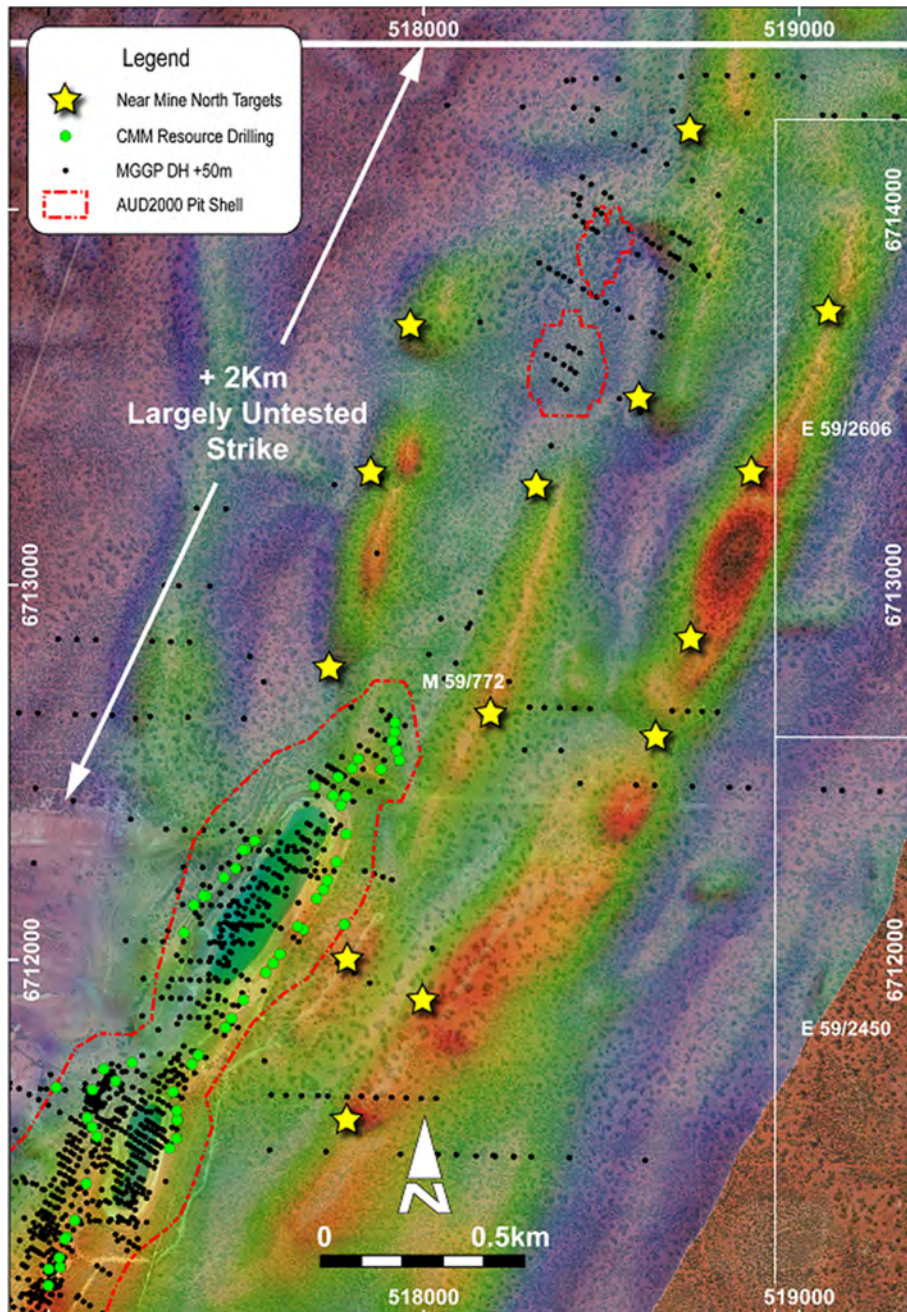 518000
519000
Legend
Near Mine North Targets
CMM Resource Drilling
MGGP DH +50m
AUD2000 Pit Shell
6714000
+ 2Km
Largely Untested
Strike
E 59/2606
6713000
6713000
M 59/772
6712000
6712000
E 59/2450
N
0 0.5km
518000
519000